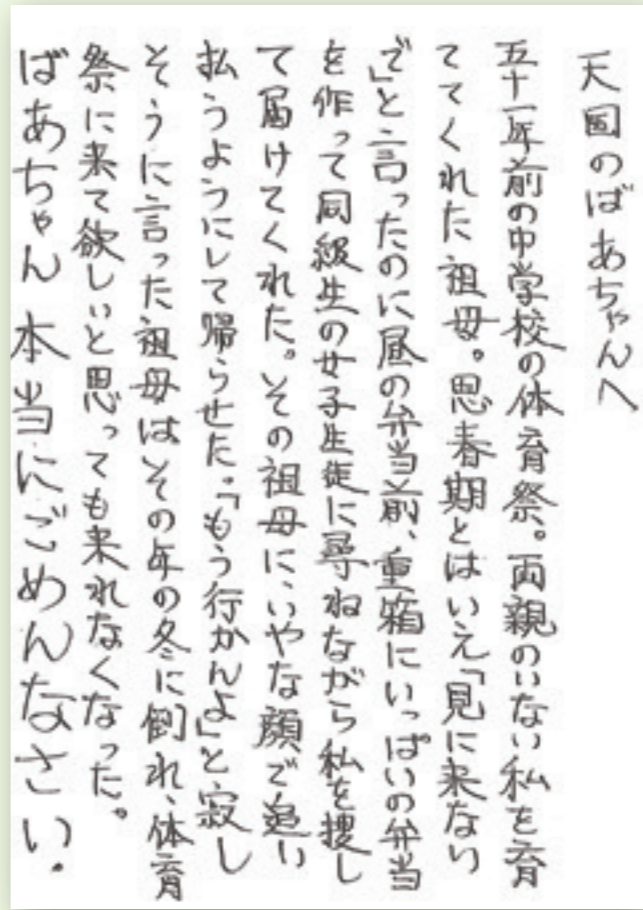 天国のばあちゃんへ
五十一年前の中学校の体育祭。両親のいない私を育
ててくれた祖母。思春期とはいえ「見に来ない
で」と言ったのに昼の弁当前、重箱にいっぱいの弁当
を作って同級生の女子生徒に尋ねながら私を捜し
て届けてくれた。その祖母に、いやな顔で追い
払うようにして帰らせた。「もう行かんよ」と寂し
そうに言った祖母はその年の冬に倒れ、体育
祭に来て欲しいと思っても来れなくなった。
ばあちゃん 本当にごめんなさい。